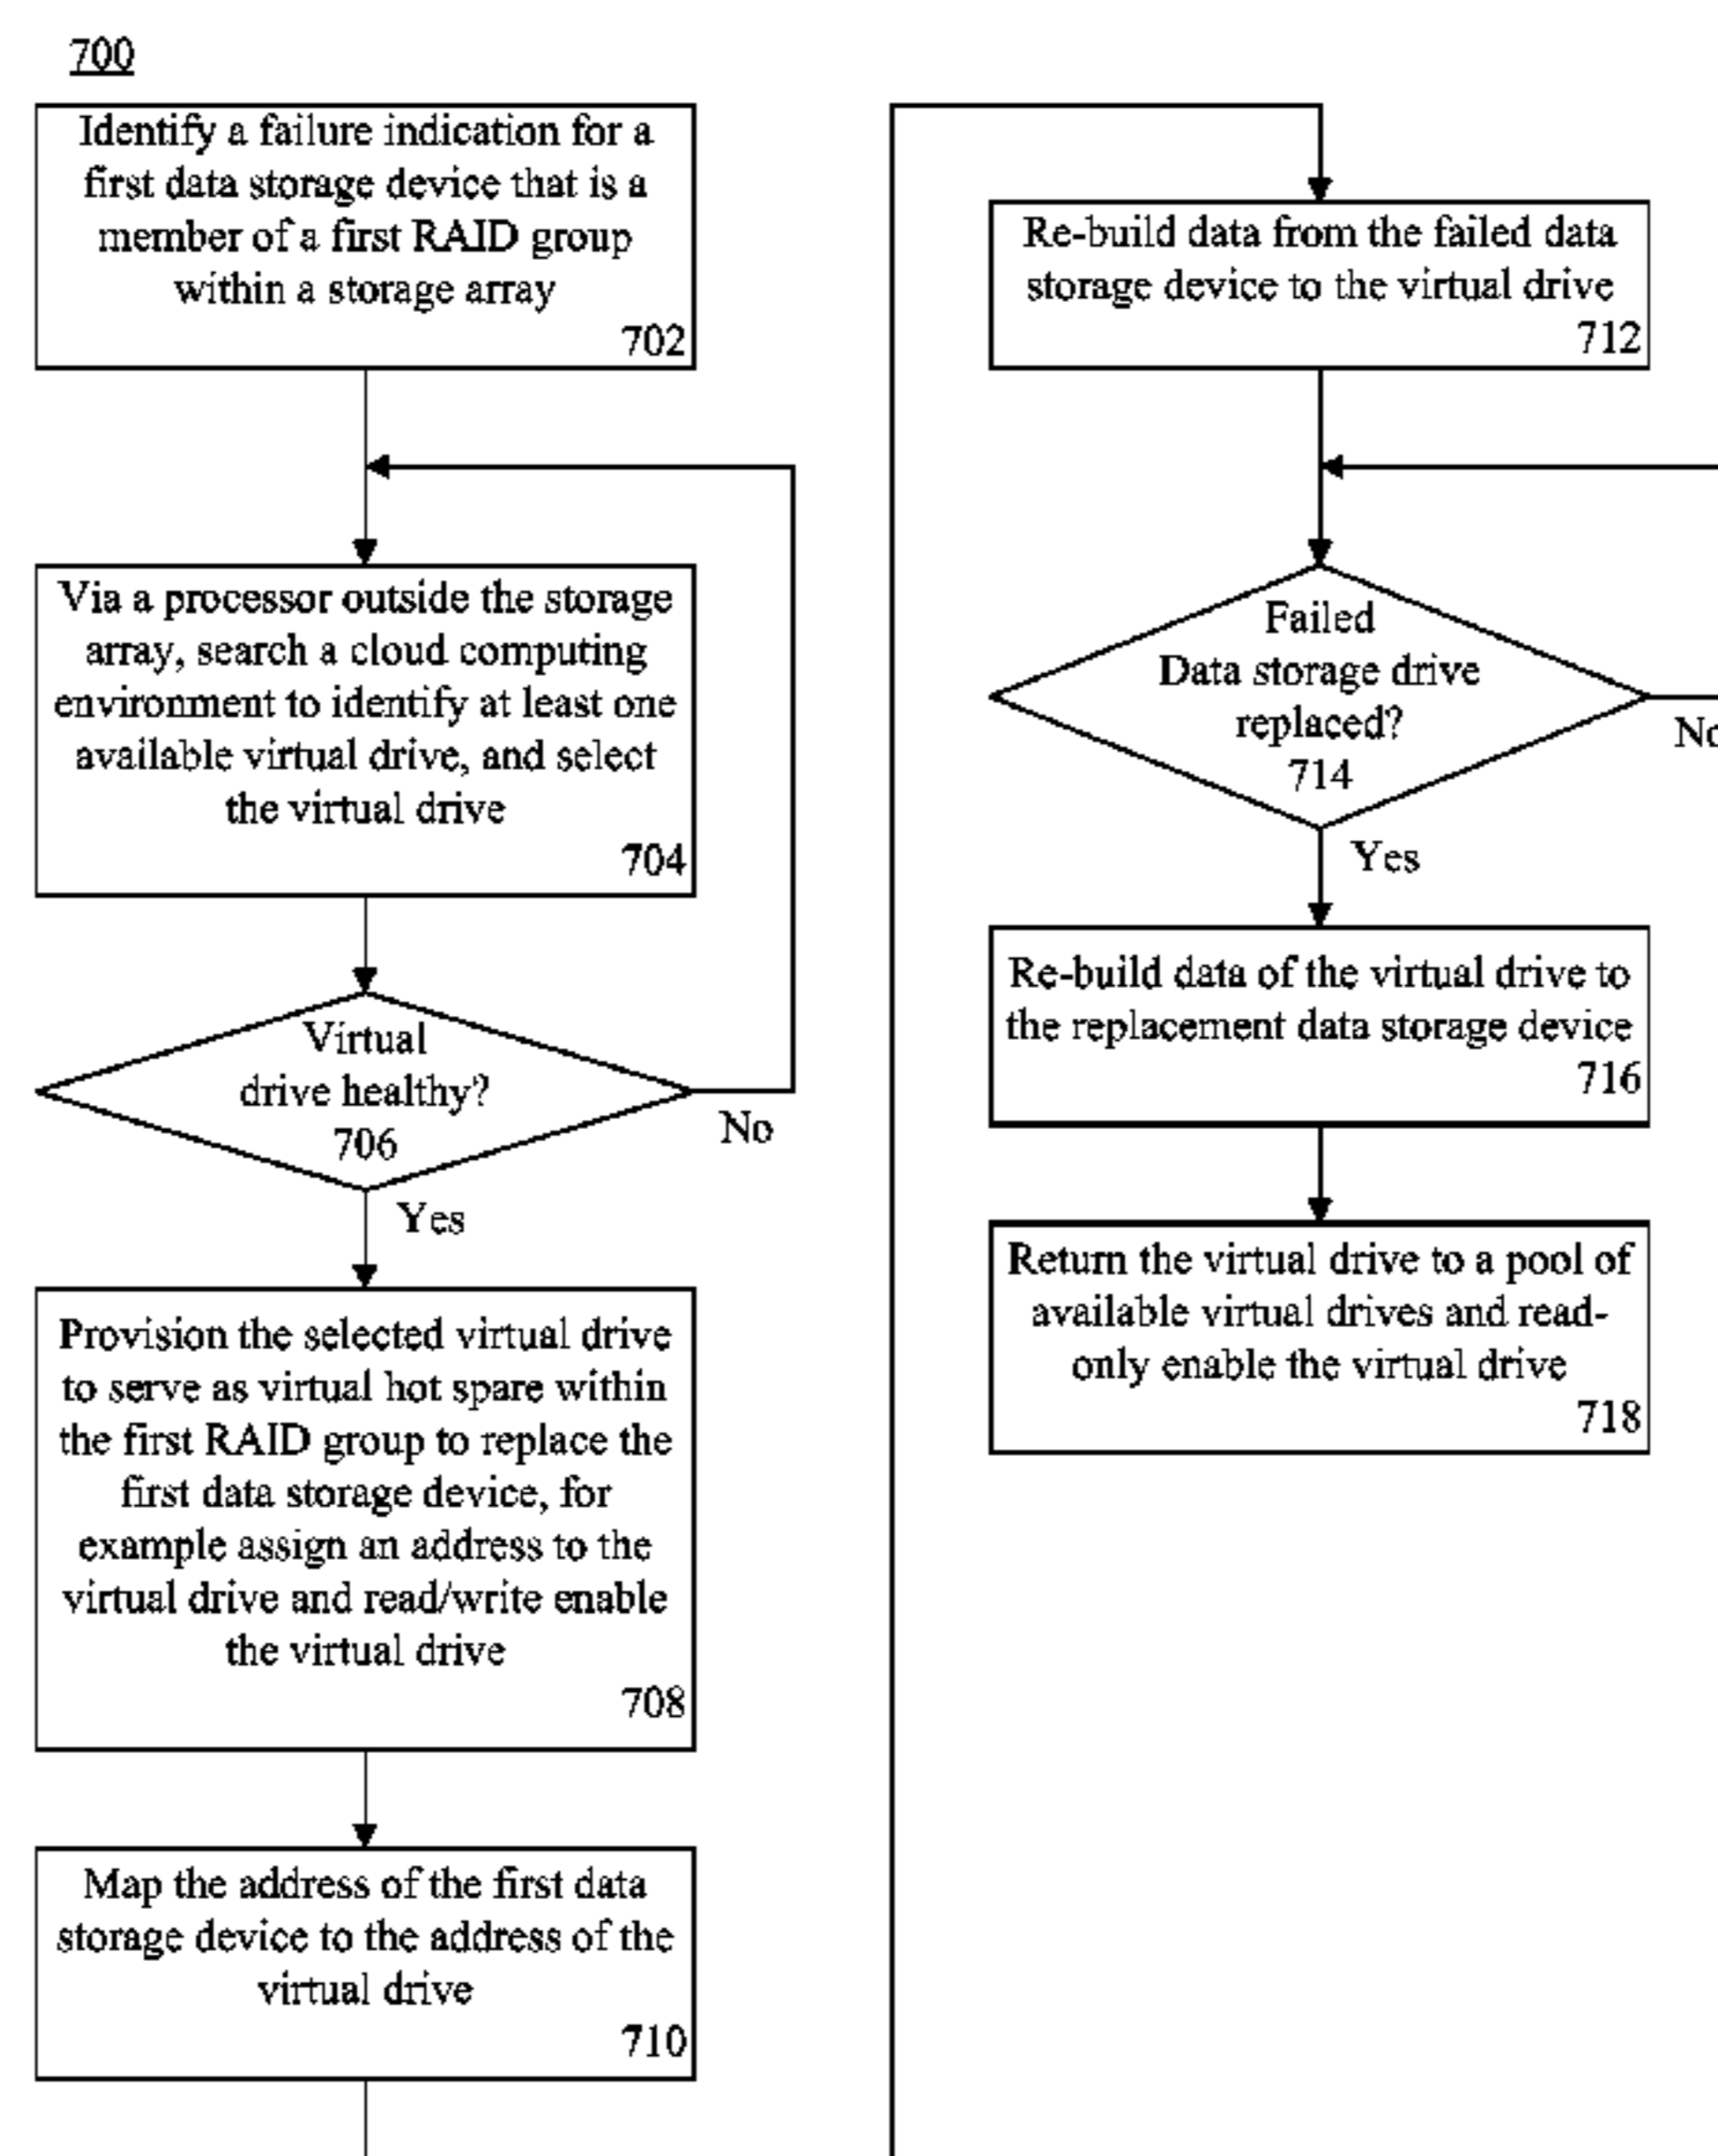 700
Identify a failure indication for a
first data storage device that is a
member of a first RAID group
within a storage array
702
Via a processor outside the storage
array, search a cloud computing
environment to identify at least one
available virtual drive, and select
the virtual drive
704
Virtual
drive healthy?
706
No
Yes
Provision the selected virtual drive
to serve as virtual hot spare within
the first RAID group to replace the
first data storage device, for
example assign an address to the
virtual drive and read/write enable
the virtual drive
708
Map the address of the first data
storage device to the address of the
virtual drive
710
Re-build data from the failed data
storage device to the virtual drive
712
Failed
Data storage drive
replaced?
714
No
Yes
Re-build data of the virtual drive to
the replacement data storage device
716
Return the virtual drive to a pool of
available virtual drives and read-
only enable the virtual drive
718